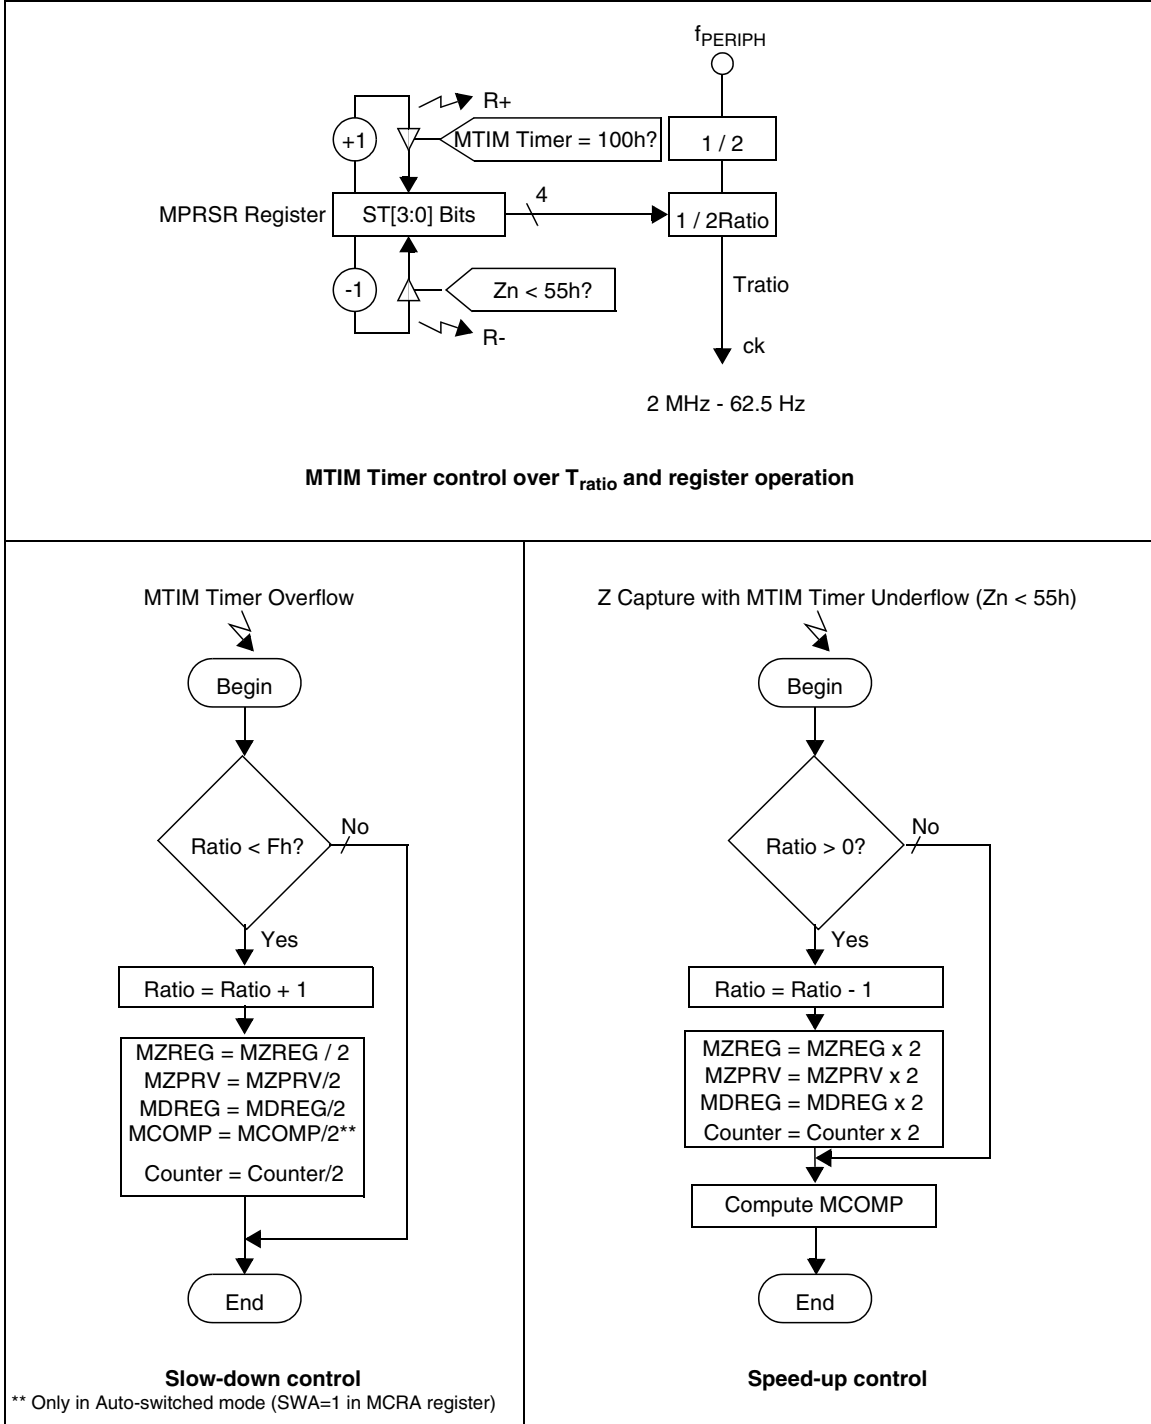 fPERIPH
R+
+1
MTIM Timer = 100h?
1 / 2
4
MPRSR Register
ST[3:0] Bits
1 / 2Ratio
-1
Zn < 55h?
Tratio
R-
ck
2 MHz - 62.5 Hz
MTIM Timer control over Tratio and register operation
MTIM Timer Overflow
Begin
Ratio < Fh?
No
Yes
Ratio = Ratio + 1
MZREG = MZREG / 2
MZPRV = MZPRV/2
MDREG = MDREG/2
MCOMP = MCOMP/2**
Counter = Counter/2
End
Slow-down control
** Only in Auto-switched mode (SWA=1 in MCRA register)
Z Capture with MTIM Timer Underflow (Zn < 55h)
Begin
Ratio > 0?
No
Yes
Ratio = Ratio - 1
MZREG = MZREG x 2
MZPRV = MZPRV x 2
MDREG = MDREG x 2
Counter = Counter x 2
Compute MCOMP
End
Speed-up control